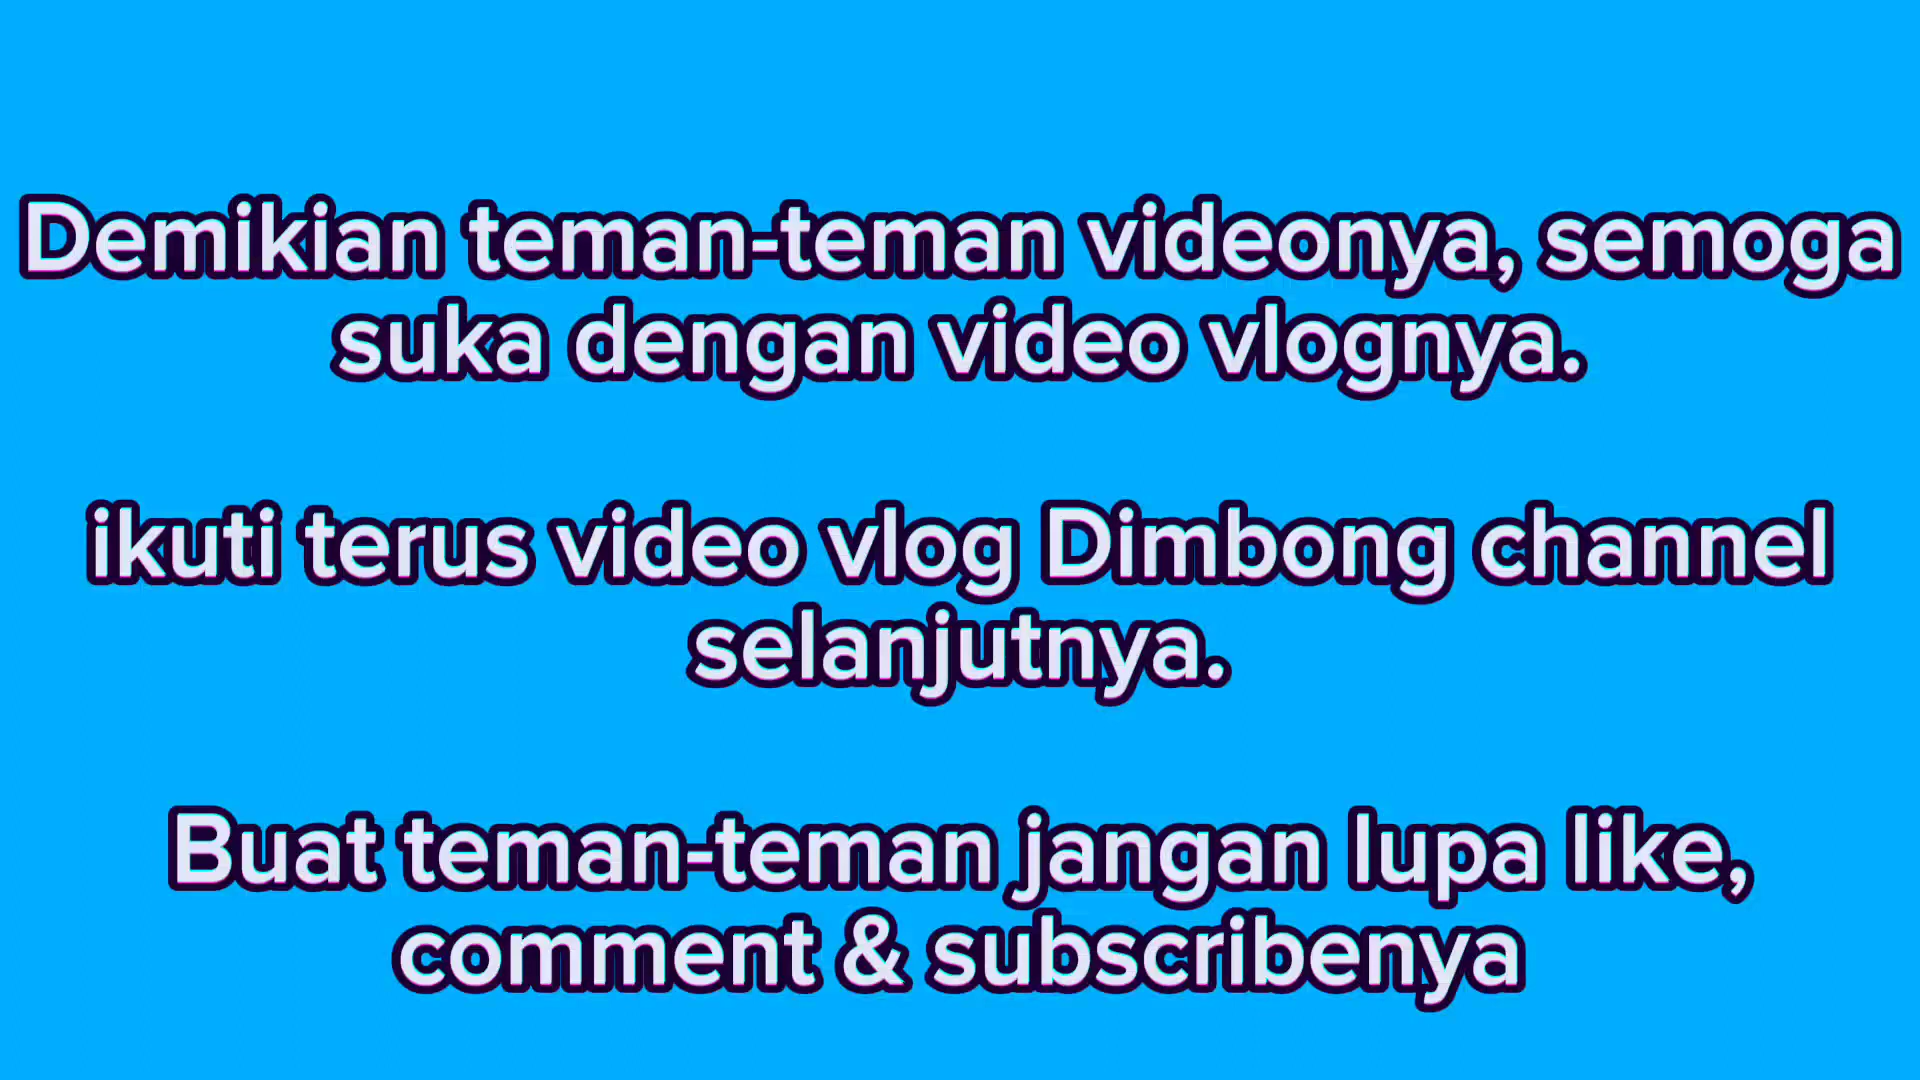 Demikian teman-teman videonya, semoga
suka dengan video vlognya.
ikuti terus video vlog Dimbong channel
selanjutnya.
Buat teman-teman jangan lupa like,
comment & subscribenya